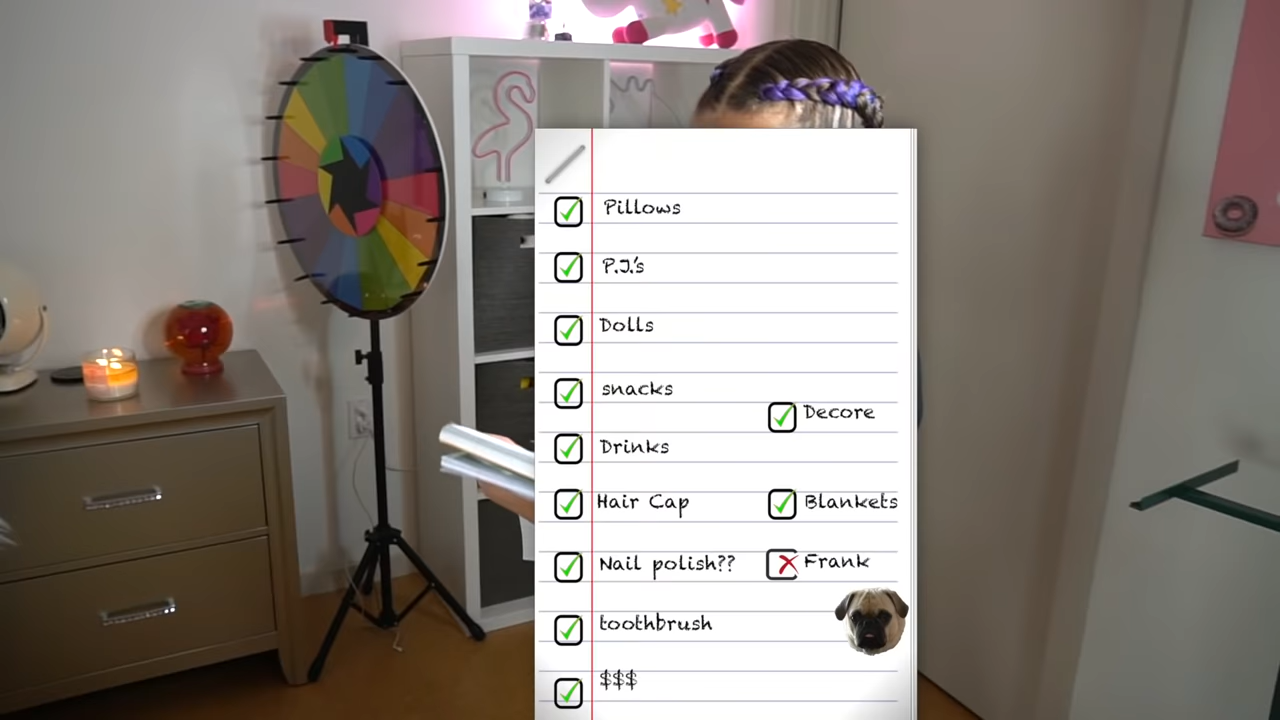 Pillows
P.J.'s
Dolls
snacks
Decore
Drinks
Hair Cap
Blankets
Nail polish??
Frank
toothbrush
$$$